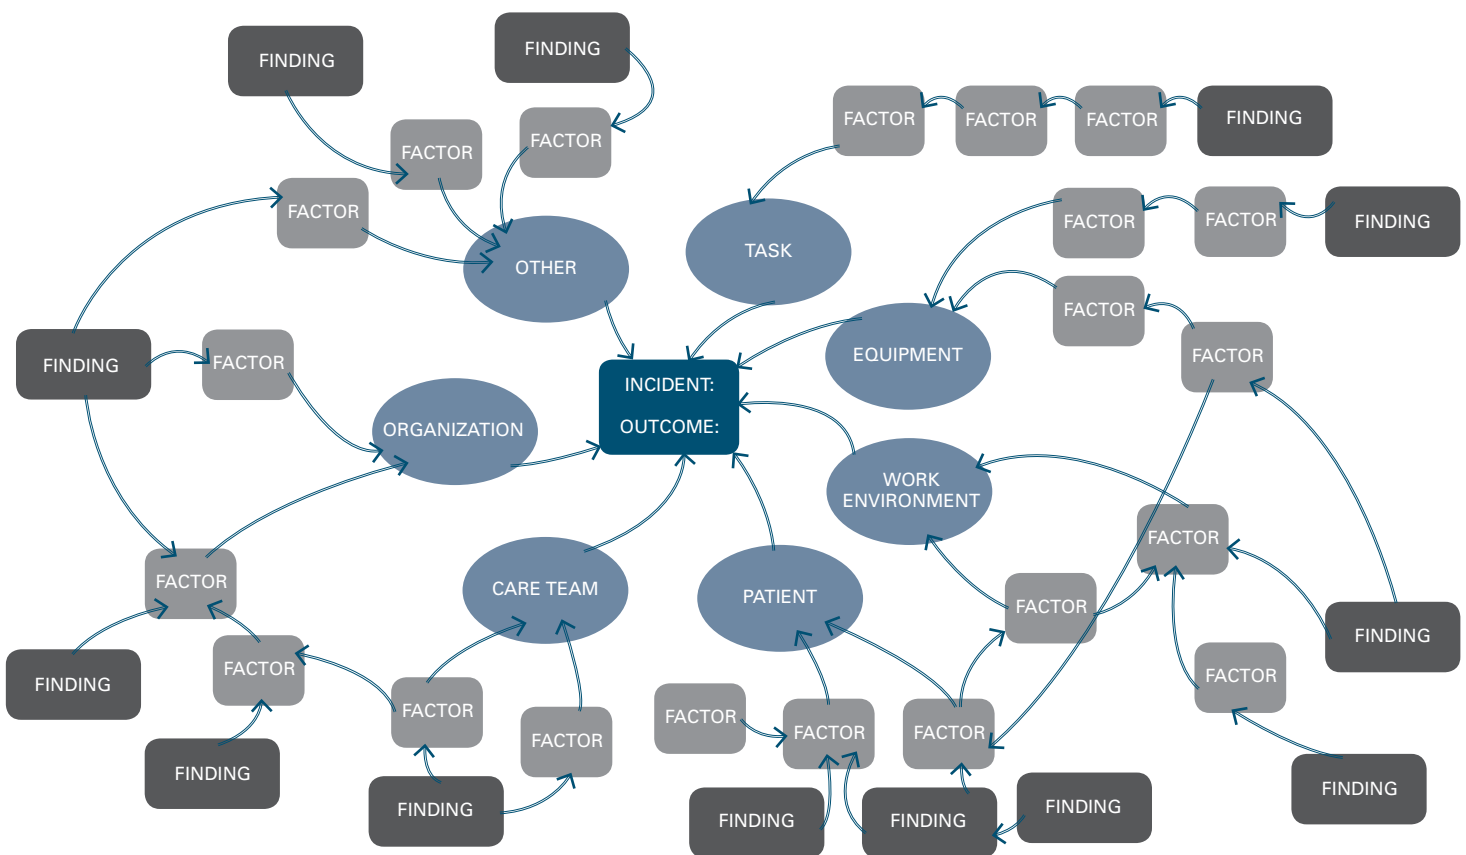 FINDING
FINDING
FACTOR
FACTOR
FACTOR
FACTOR
FACTOR
FACTOR
FINDING
FACTOR
OTHER
TASK
FACTOR
FACTOR
FINDING
FACTOR
FINDING
FACTOR
ORGANIZATION
INCIDENT:
OUTCOME:
EQUIPMENT
FACTOR
WORK
ENVIRONMENT
FACTOR
FACTOR
CARE TEAM
PATIENT
FACTOR
FINDING
FINDING
FACTOR
FACTOR
FACTOR
FACTOR
FACTOR
FACTOR
FACTOR
FINDING
FINDING
FINDING
FINDING
FINDING
FINDING